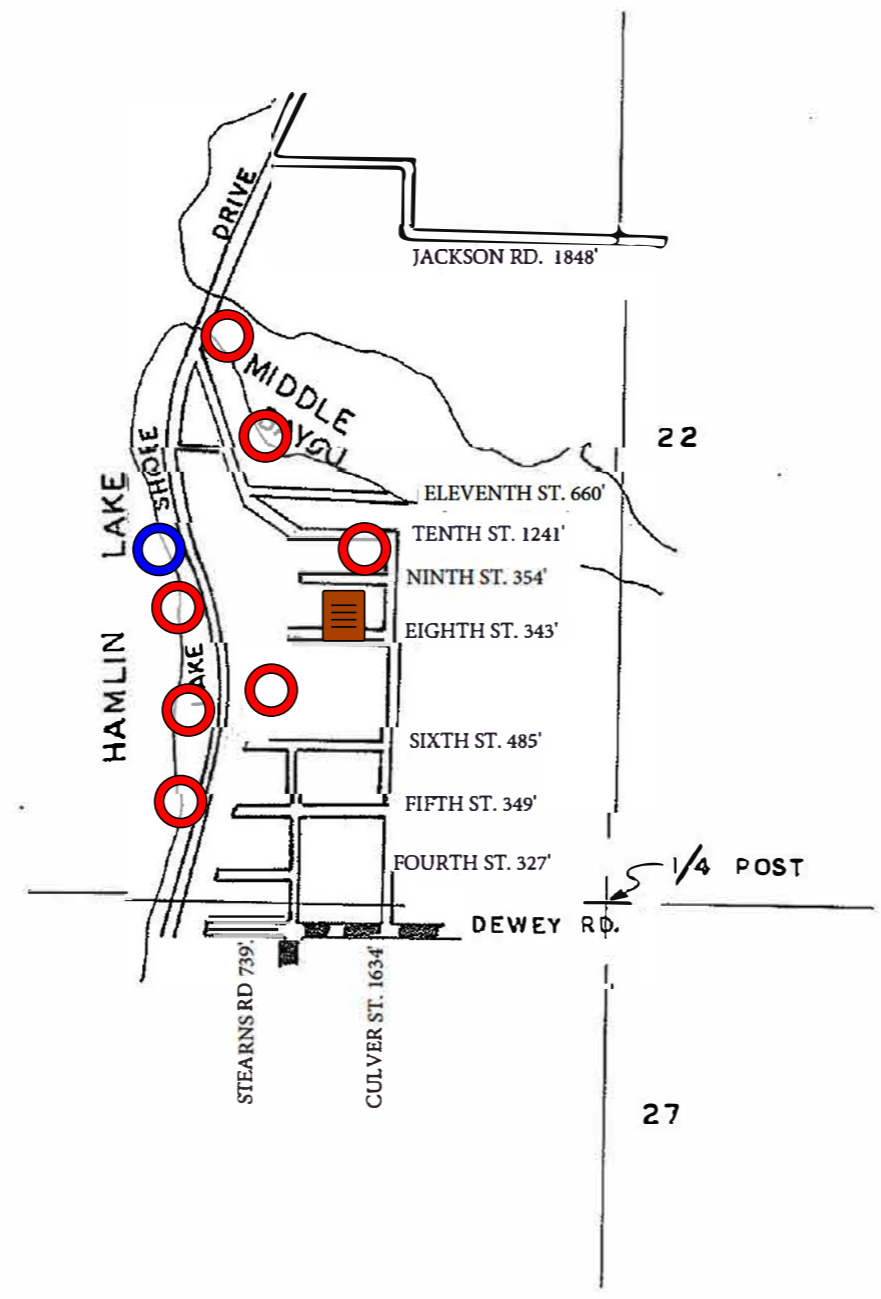 DRIVE
JACKSON RD. 1848'
MIDDLE
BAYOU
22
SHORE
LAKE
ELEVENTH ST. 660'
TENTH ST. 1241'
NINTH ST. 354'
EIGHTH ST. 343'
HAMLIN
LAKE
SIXTH ST. 485'
FIFTH ST. 349'
FOURTH ST. 327'
1/4 POST
DEWEY RD.
STEARNS RD 739'.
CULVER ST. 1634'
27